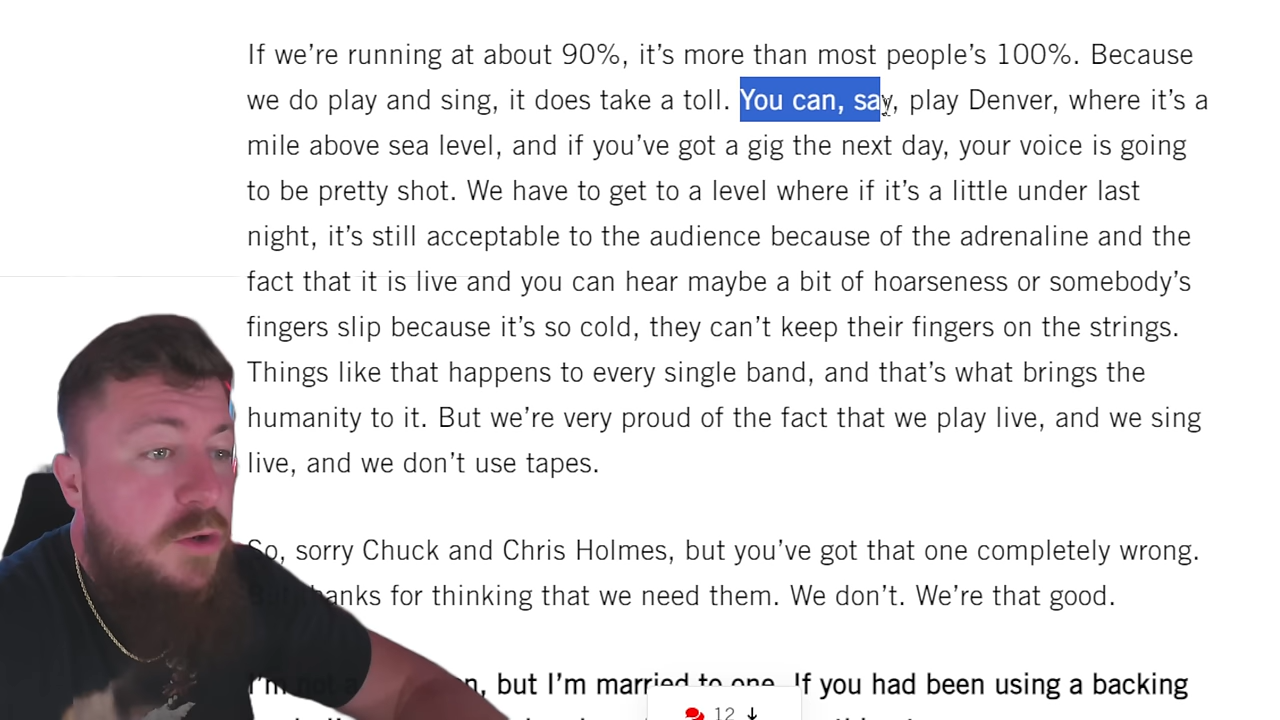 If we’re running at about 90%, it’s more than most people’s 100%. Because
we do play and sing, it does take a toll. You can, say, play Denver, where it’s a
mile above sea level, and if you’ve got a gig the next day, your voice is going
to be pretty shot. We have to get to a level where if it’s a little under last
night, it’s still acceptable to the audience because of the adrenaline and the
fact that it is live and you can hear maybe a bit of hoarseness or somebody’s
fingers slip because it’s so cold, they can’t keep their fingers on the strings.
Things like that happens to every single band, and that’s what brings the
humanity to it. But we’re very proud of the fact that we play live, and we sing
live, and we don’t use tapes.
So, sorry Chuck and Chris Holmes, but you’ve got that one completely wrong.
for thinking that we need them. We don’t. We’re that good.
I’m but I’m married to one. If you had been using a backing
12